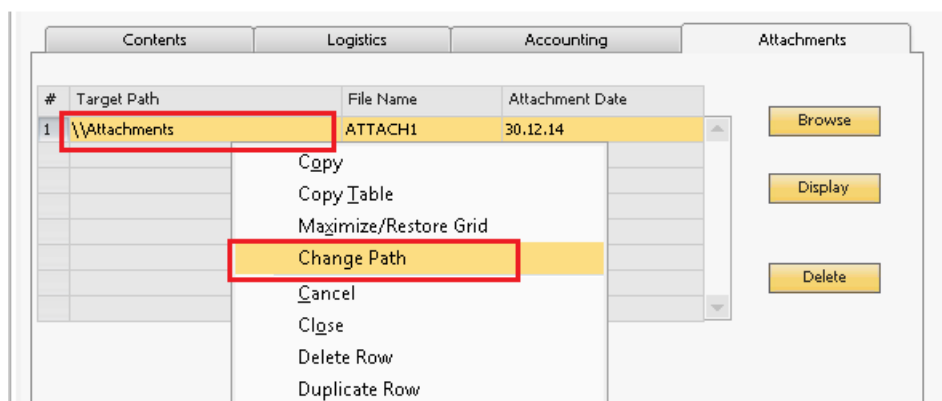 Contents Logistics Accounting Attachments
# Target Path File Name Attachment Date
1 \\Attachments ATTACH1 30.12.14
Browse
Copy
Copy Table
Display
Maximize/Restore Grid
Change Path
Delete
Cancel
Close
Delete Row
Duplicate Row